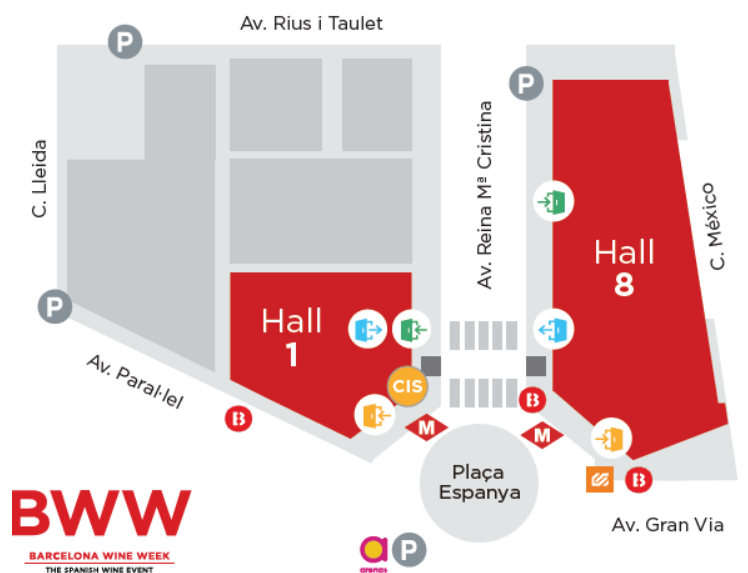 Av. Rius i Taulet
P
P
C. Lleida
Av. Reina Mª Cristina
C. México
Hall
8
Hall
1
P
CIS
Av. Paral·lel
B
B
M
M
Plaça
Espanya
B
Av. Gran Via
BWW
BARCELONA WINE WEEK
THE SPANISH WINE EVENT
a
arenas
P